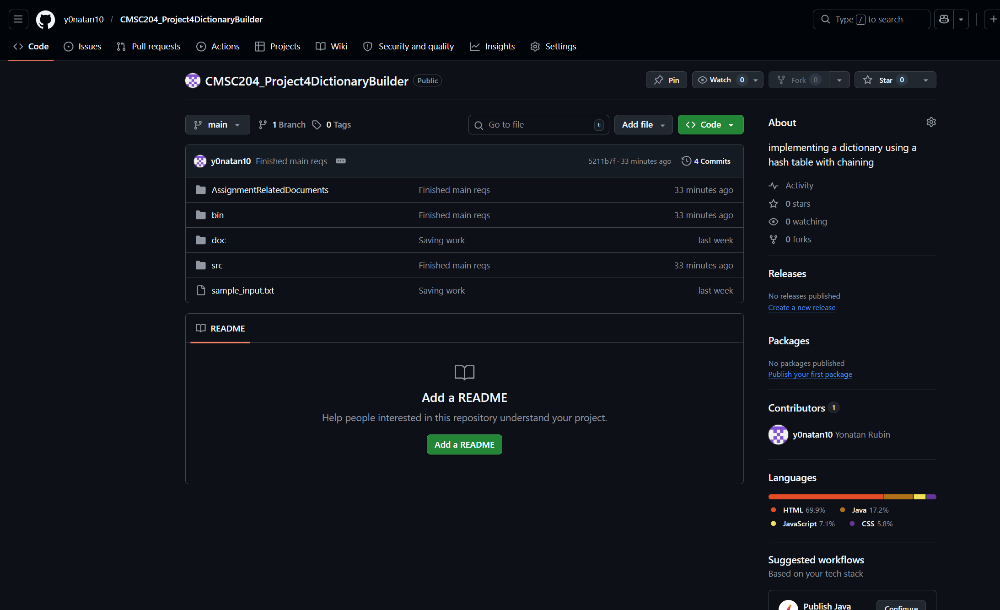 y0natan10 / CMSC204_Project4DictionaryBuilder
Type / to search
Code Issues Pull requests Actions Projects Wiki Security and quality Insights Settings
CMSC204_Project4DictionaryBuilder Public
Pin Watch 0 Fork 0 Star 0
main 1 Branch 0 Tags Go to file t Add file Code
y0natan10 Finished main reqs 5211b7f · 33 minutes ago 4 Commits
AssignmentRelatedDocuments Finished main reqs 33 minutes ago
bin Finished main reqs 33 minutes ago
doc Saving work last week
src Finished main reqs 33 minutes ago
sample_input.txt Saving work last week
README
Add a README
Help people interested in this repository understand your project.
Add a README
About
implementing a dictionary using a
hash table with chaining
Activity
0 stars
0 watching
0 forks
Releases
No releases published
Create a new release
Packages
No packages published
Publish your first package
Contributors 1
y0natan10 Yonatan Rubin
Languages
HTML 69.9% Java 17.2%
JavaScript 7.1% CSS 5.8%
Suggested workflows
Based on your tech stack
Publish Java Configure